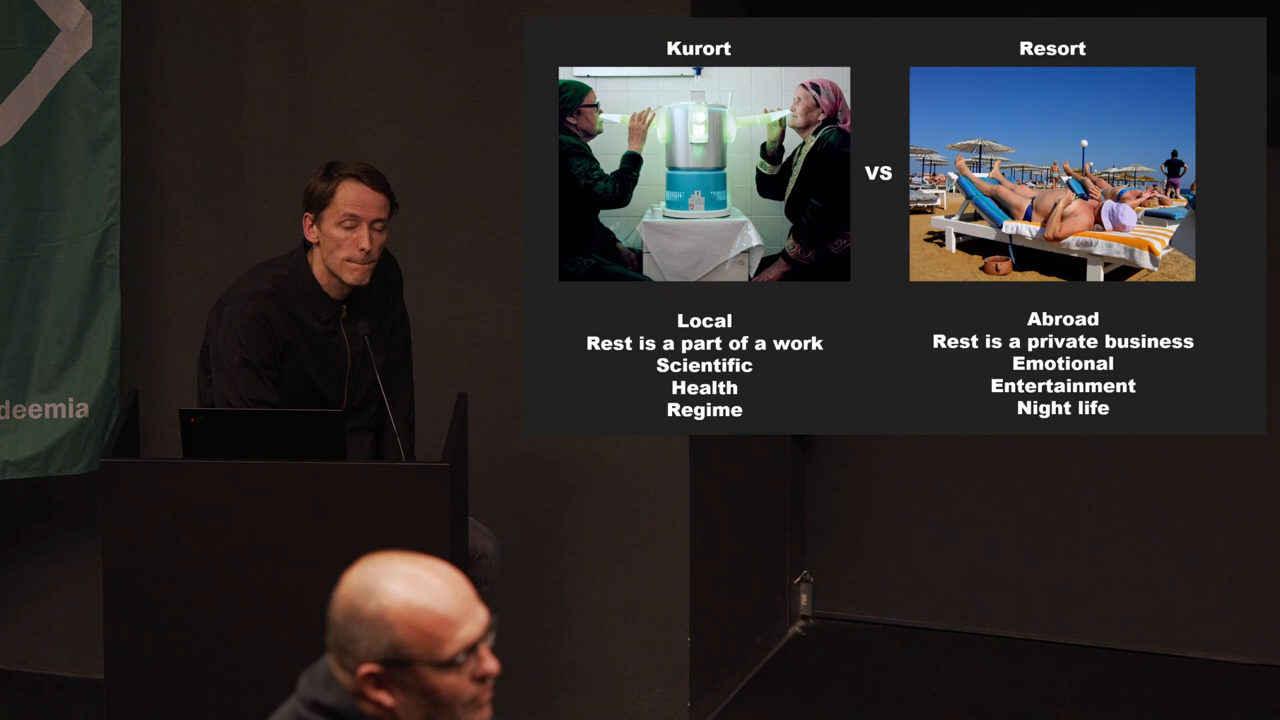 Kurort
Resort
vs
Local
Rest is a part of a work
Scientific
Health
Regime
Abroad
Rest is a private business
Emotional
Entertainment
Night life
deemia